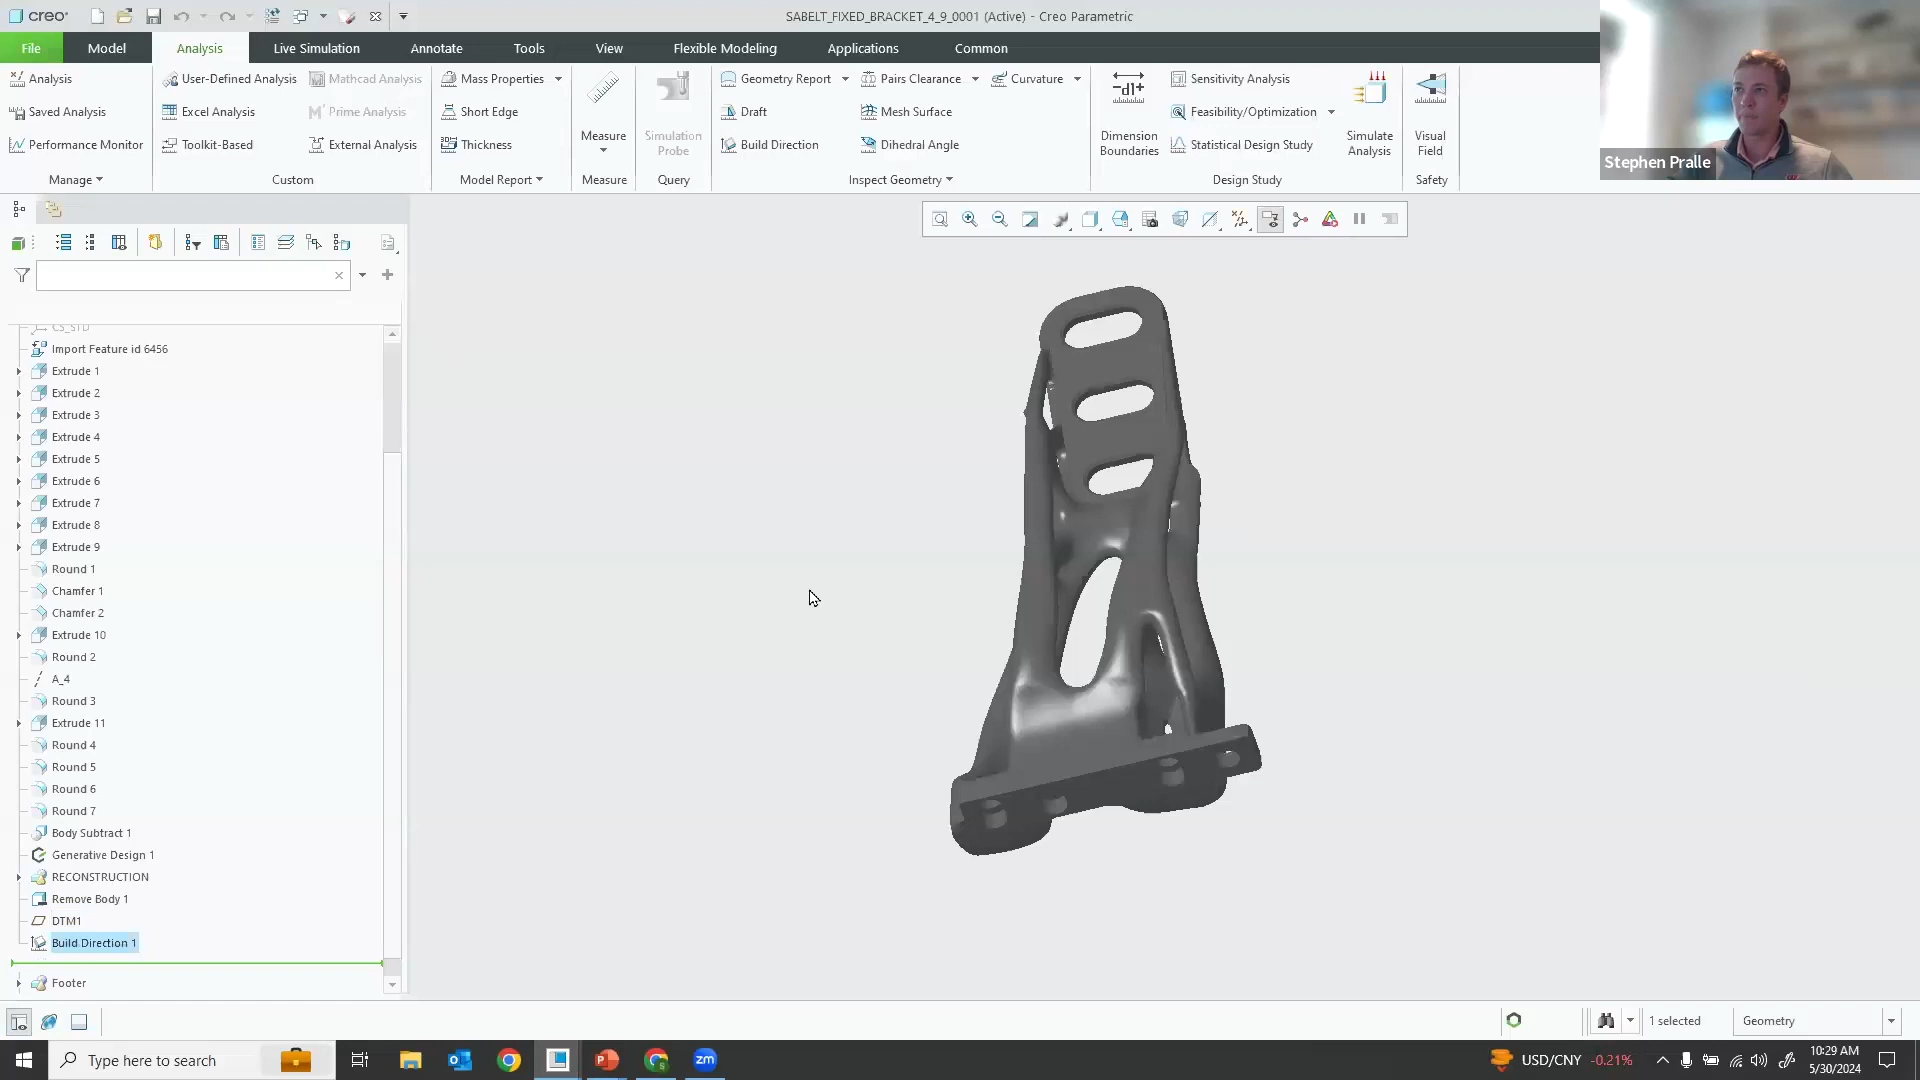 creo
SABELT_FIXED_BRACKET_4_9_0001 (Active) - Creo Parametric
File
Model
Analysis
Live Simulation
Annotate
Tools
View
Flexible Modeling
Applications
Common
Analysis
Saved Analysis
Performance Monitor
Manage
User-Defined Analysis
Excel Analysis
Toolkit-Based
Mathcad Analysis
Prime Analysis
External Analysis
Custom
Mass Properties
Short Edge
Thickness
Model Report
Measure
Measure
Simulation
Probe
Query
Geometry Report
Draft
Build Direction
Pairs Clearance
Mesh Surface
Dihedral Angle
Curvature
Inspect Geometry
Dimension
Boundaries
Sensitivity Analysis
Feasibility/Optimization
Statistical Design Study
Simulate
Analysis
Design Study
Visual
Field
Safety
Stephen Pralle
CS_STD
Import Feature id 6456
Extrude 1
Extrude 2
Extrude 3
Extrude 4
Extrude 5
Extrude 6
Extrude 7
Extrude 8
Extrude 9
Round 1
Chamfer 1
Chamfer 2
Extrude 10
Round 2
A_4
Round 3
Extrude 11
Round 4
Round 5
Round 6
Round 7
Body Subtract 1
Generative Design 1
RECONSTRUCTION
Remove Body 1
DTM1
Build Direction 1
Footer
1 selected
Geometry
Type here to search
zm
USD/CNY -0.21%
10:29 AM
5/30/2024